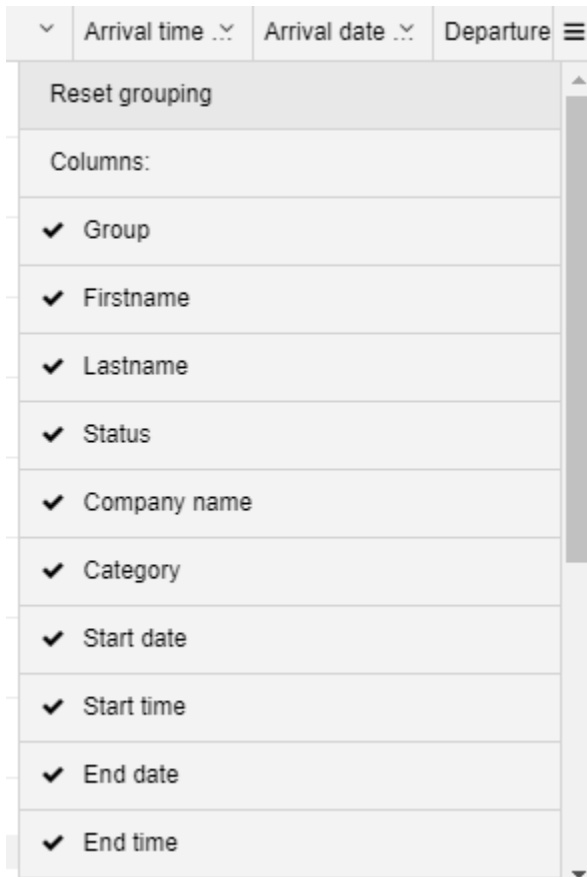 Arrival time ... Arrival date ... Departure
Reset grouping
Columns:
Group
Firstname
Lastname
Status
Company name
Category
Start date
Start time
End date
End time